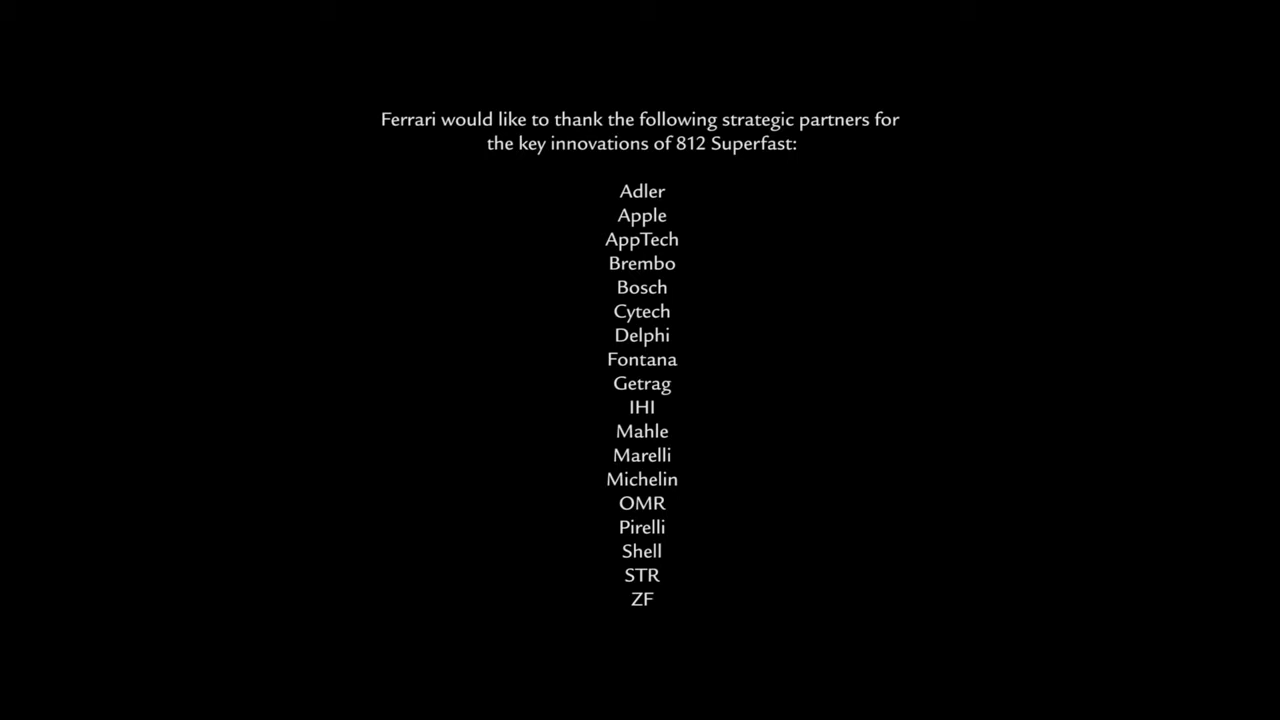 Ferrari would like to thank the following strategic partners for
the key innovations of 812 Superfast:
Adler
Apple
AppTech
Brembo
Bosch
Cytech
Delphi
Fontana
Getrag
IHI
Mahle
Marelli
Michelin
OMR
Pirelli
Shell
STR
ZF